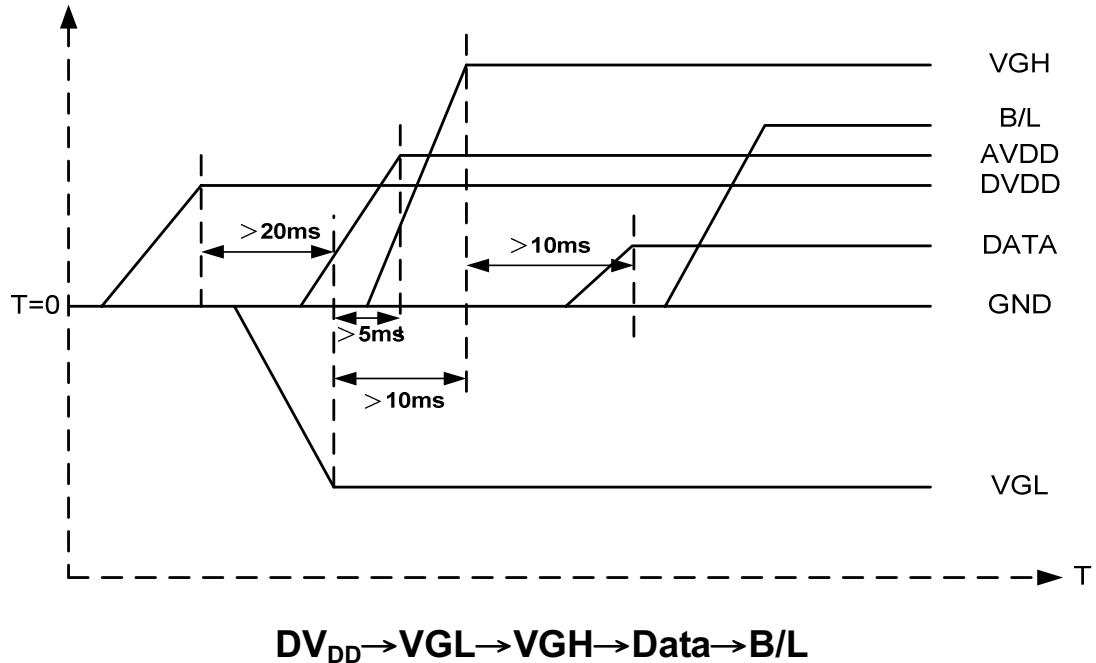 VGH
B/L
AVDD
DVDD
>20ms
>10ms
DATA
T=0
GND
>5ms
>10ms
VGL
T
DVDD→VGL→VGH→Data→B/L